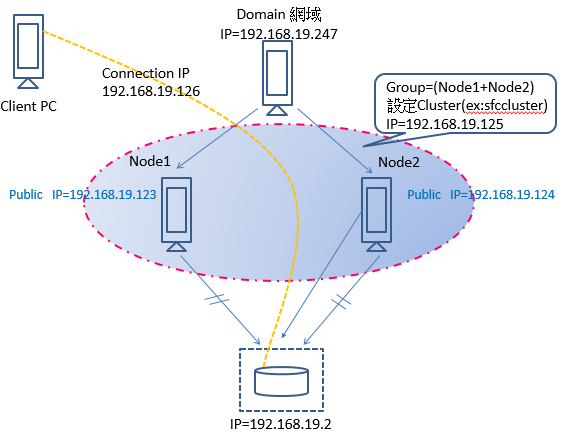 Domain 網域
IP=192.168.19.247
Client PC
Connection IP
192.168.19.126
Group=(Node1+Node2)
設定Cluster(ex:sfccluster)
IP=192.168.19.125
Node1
Node2
Public IP=192.168.19.123
Public IP=192.168.19.124
IP=192.168.19.2